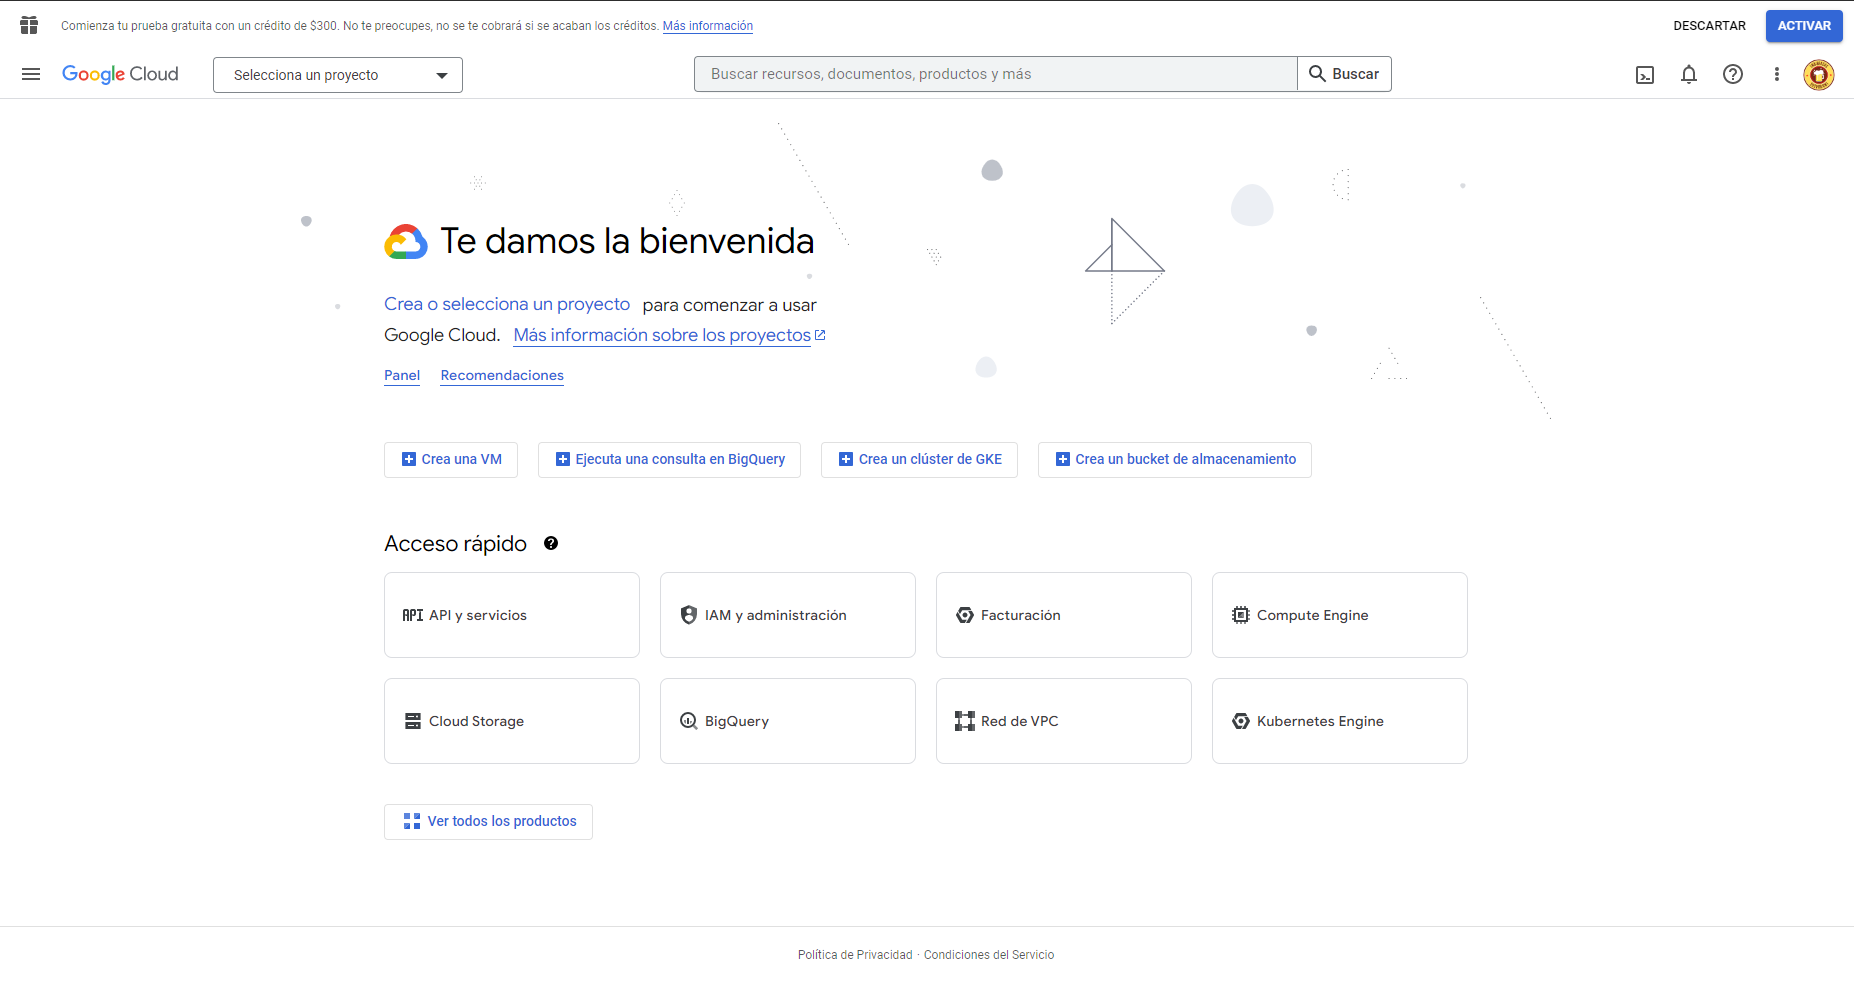 Comienza tu prueba gratuita con un crédito de $300. No te preocupes, no se te cobrará si se acaban los créditos. Más información
DESCARTAR
ACTIVAR
Google Cloud
Selecciona un proyecto
Buscar recursos, documentos, productos y más
Buscar
Te damos la bienvenida
Crea o selecciona un proyecto para comenzar a usar
Google Cloud. Más información sobre los proyectos
Panel
Recomendaciones
Crea una VM
Ejecuta una consulta en BigQuery
Crea un clúster de GKE
Crea un bucket de almacenamiento
Acceso rápido
API API y servicios
IAM y administración
Facturación
Compute Engine
Cloud Storage
BigQuery
Red de VPC
Kubernetes Engine
Ver todos los productos
Política de Privacidad · Condiciones del Servicio